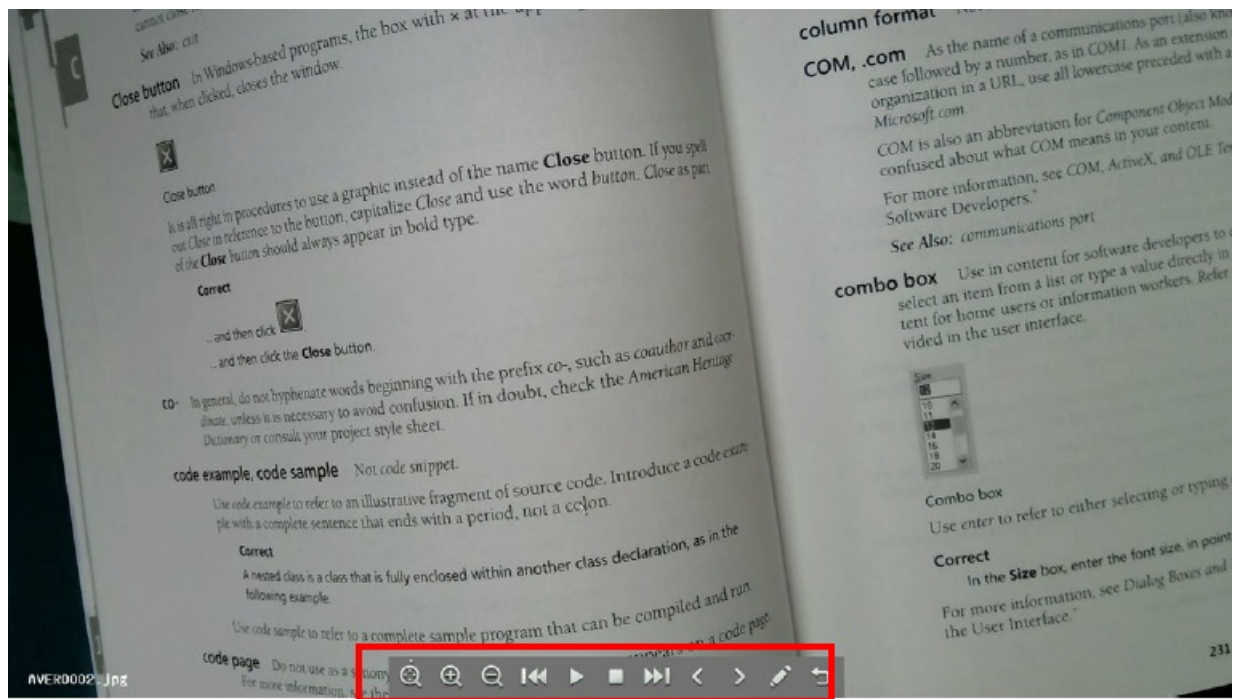 cannot close
See Also: exit
C
Close button In Windows-based programs, the box with × at the
that, when clicked, closes the window.
Close button
It is all right in procedures to use a graphic instead of the name Close button. If you spell
out Close in reference to the button, capitalize Close and use the word button. Close as part
of the Close button should always appear in bold type.
Correct
...and then click
...and then click the Close button.
co- In general, do not hyphenate words beginning with the prefix co-, such as coauthor and coor-
dinate, unless it is necessary to avoid confusion. If in doubt, check the American Heritage
Dictionary or consult your project style sheet.
code example, code sample Not code snippet.
Use code example to refer to an illustrative fragment of source code. Introduce a code exam-
ple with a complete sentence that ends with a period, not a colon.
Correct
A nested class is a class that is fully enclosed within another class declaration, as in the
following example.
Use code sample to refer to a complete sample program that can be compiled and run
code page Do not use as a appears on a code page.
For more information, see the
column format
COM, .com As the name of a communications port (also
case followed by a number, as in COM1. As an extension
organization in a URL, use all lowercase preceded with a
Microsoft.com.
COM is also an abbreviation for Component Object
confused about what COM means in your content.
For more information, see COM, ActiveX, and OLE
Software Developers."
See Also: communications port
combo box Use in content for software developers to
select an item from a list or type a value directly in
tent for home users or information workers. Refer
vided in the user interface.
Size
12
10
11
12
14
16
18
20
Combo box
Use enter to refer to either selecting or typing
Correct
In the Size box, enter the font size, in
For more information, see Dialog Boxes and
the User Interface."
231
AVER0002.jpg